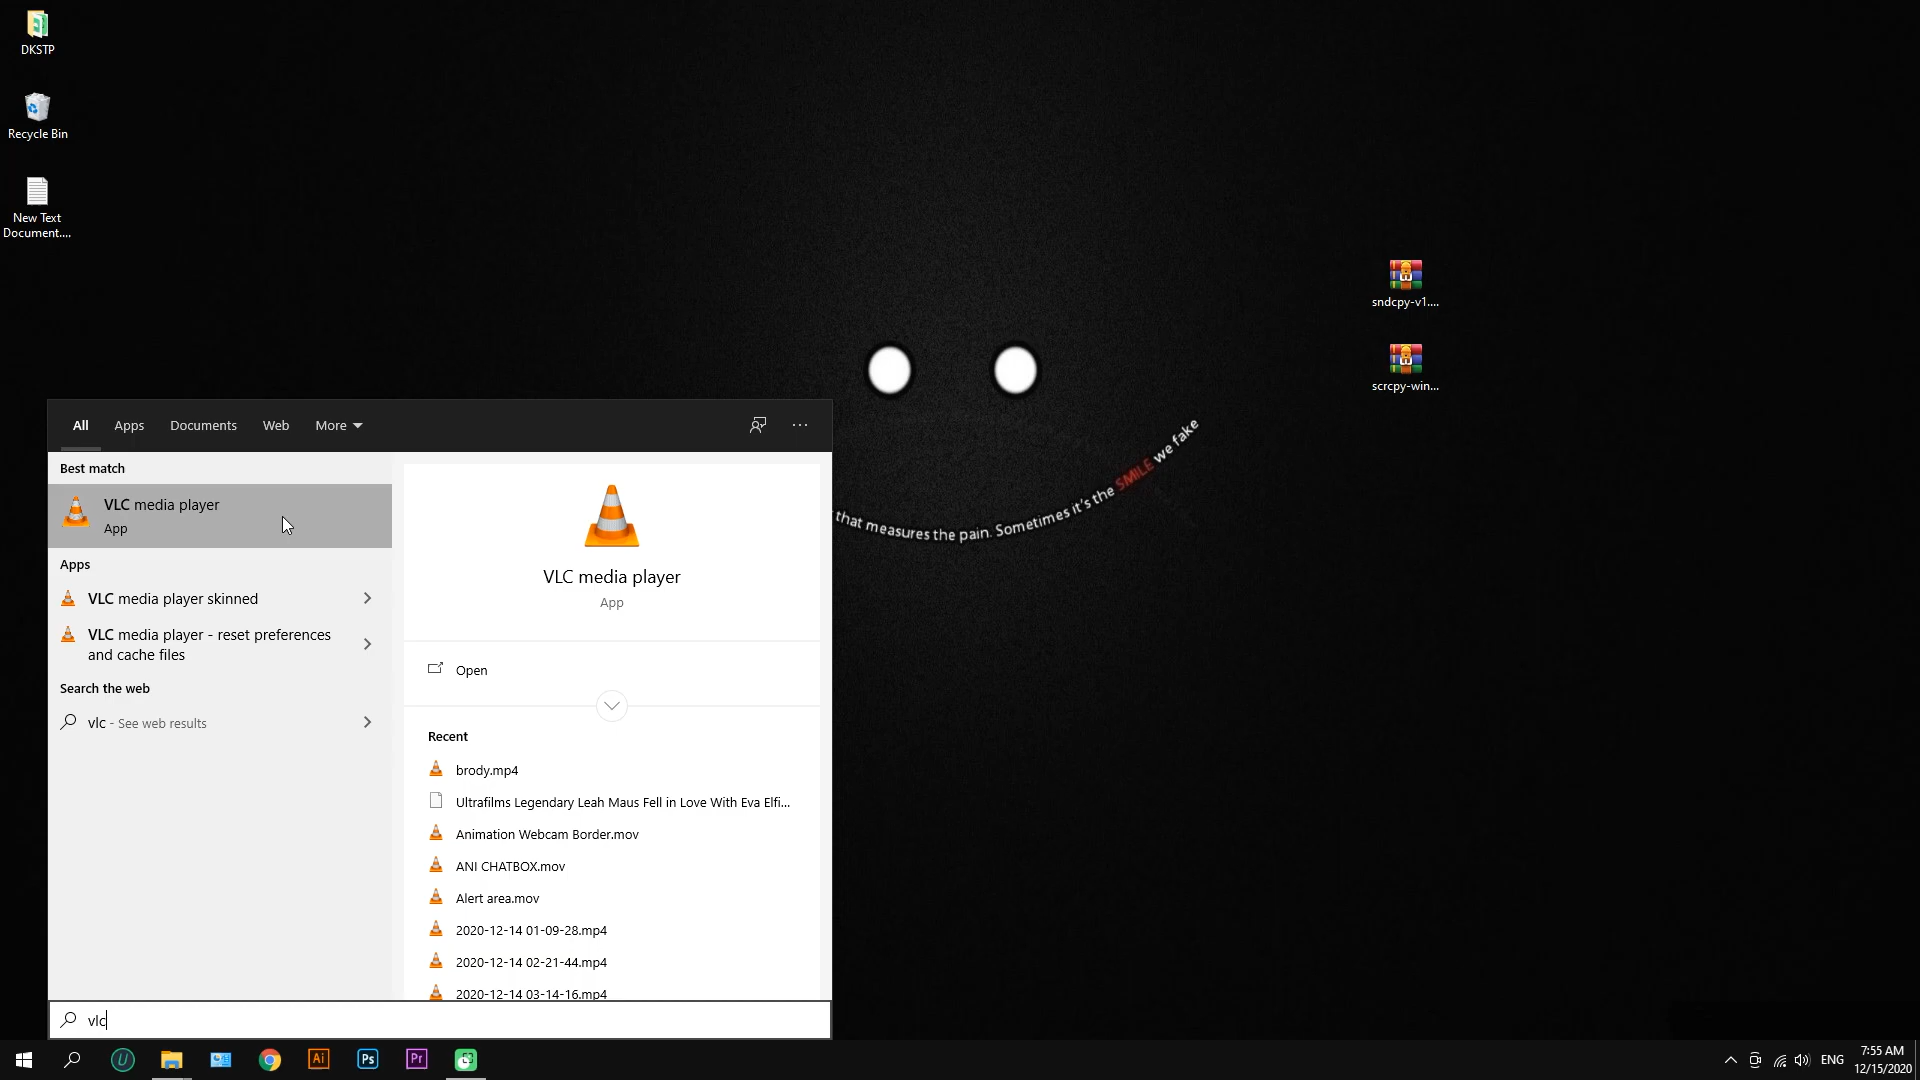 DKSTP
Recycle Bin
New Text
Document....
sndcpy-v1....
scrcpy-win...
that measures the pain. Sometimes it's the SMILE we fake
All
Apps
Documents
Web
More
Best match
VLC media player
App
Apps
VLC media player skinned
VLC media player - reset preferences
and cache files
Search the web
vlc - See web results
VLC media player
App
Open
Recent
brody.mp4
Ultrafilms Legendary Leah Maus Fell in Love With Eva Elfi...
Animation Webcam Border.mov
ANI CHATBOX.mov
Alert area.mov
2020-12-14 01-09-28.mp4
2020-12-14 02-21-44.mp4
2020-12-14 03-14-16.mp4
vlc
U
Ai
Ps
Pr
ENG
7:55 AM
12/15/2020